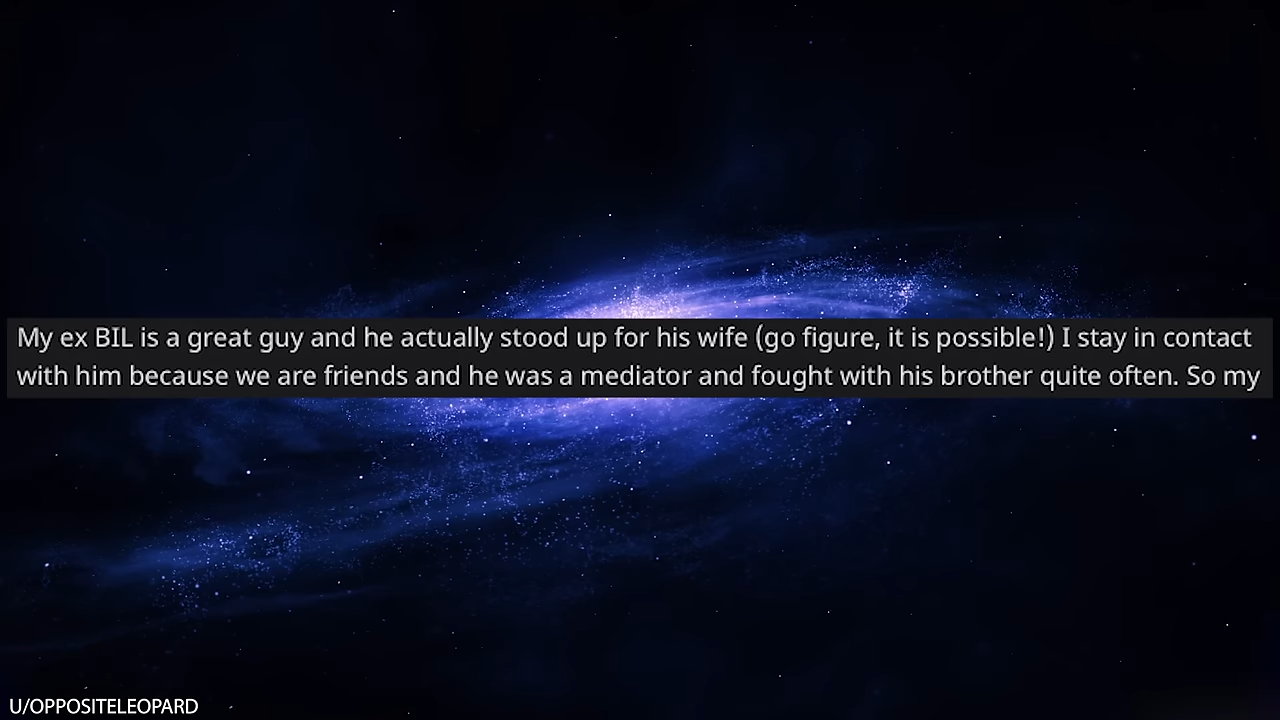 My ex BIL is a great guy and he actually stood up for his wife (go figure, it is possible!) I stay in contact
with him because we are friends and he was a mediator and fought with his brother quite often. So my
U/OPPOSITELEOPARD